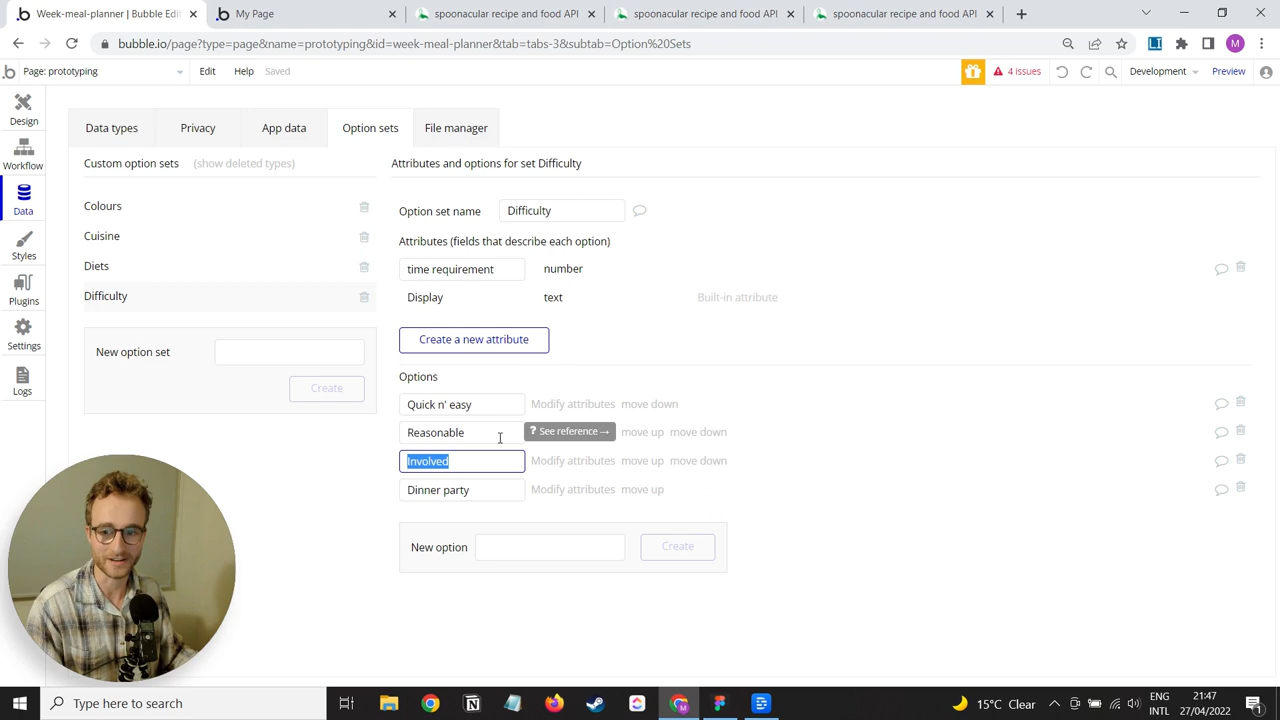 Week-meal-planner | Bubble Edit
My Page
spoonacular recipe and food API
spoonacular recipe and food API
spoonacular recipe and food API
bubble.io/page?type=page&name=prototyping&id=week-meal_planner&tab=tabs-3&subtab=Option%20Sets
M
Page: prototyping
Edit
Help
Saved
4 issues
Development
Preview
Design
Workflow
Data
Styles
Plugins
Settings
Logs
Data types
Privacy
App data
Option sets
File manager
Custom option sets
(show deleted types)
Colours
Cuisine
Diets
Difficulty
New option set
Create
Attributes and options for set Difficulty
Option set name
Difficulty
Attributes (fields that describe each option)
time requirement
number
Display
text
Built-in attribute
Create a new attribute
Options
Quick n' easy
Modify attributes
move down
Reasonable
? See reference →
move up
move down
Involved
Modify attributes
move up
move down
Dinner party
Modify attributes
move up
New option
Create
Type here to search
15°C Clear
ENG
INTL
21:47
27/04/2022